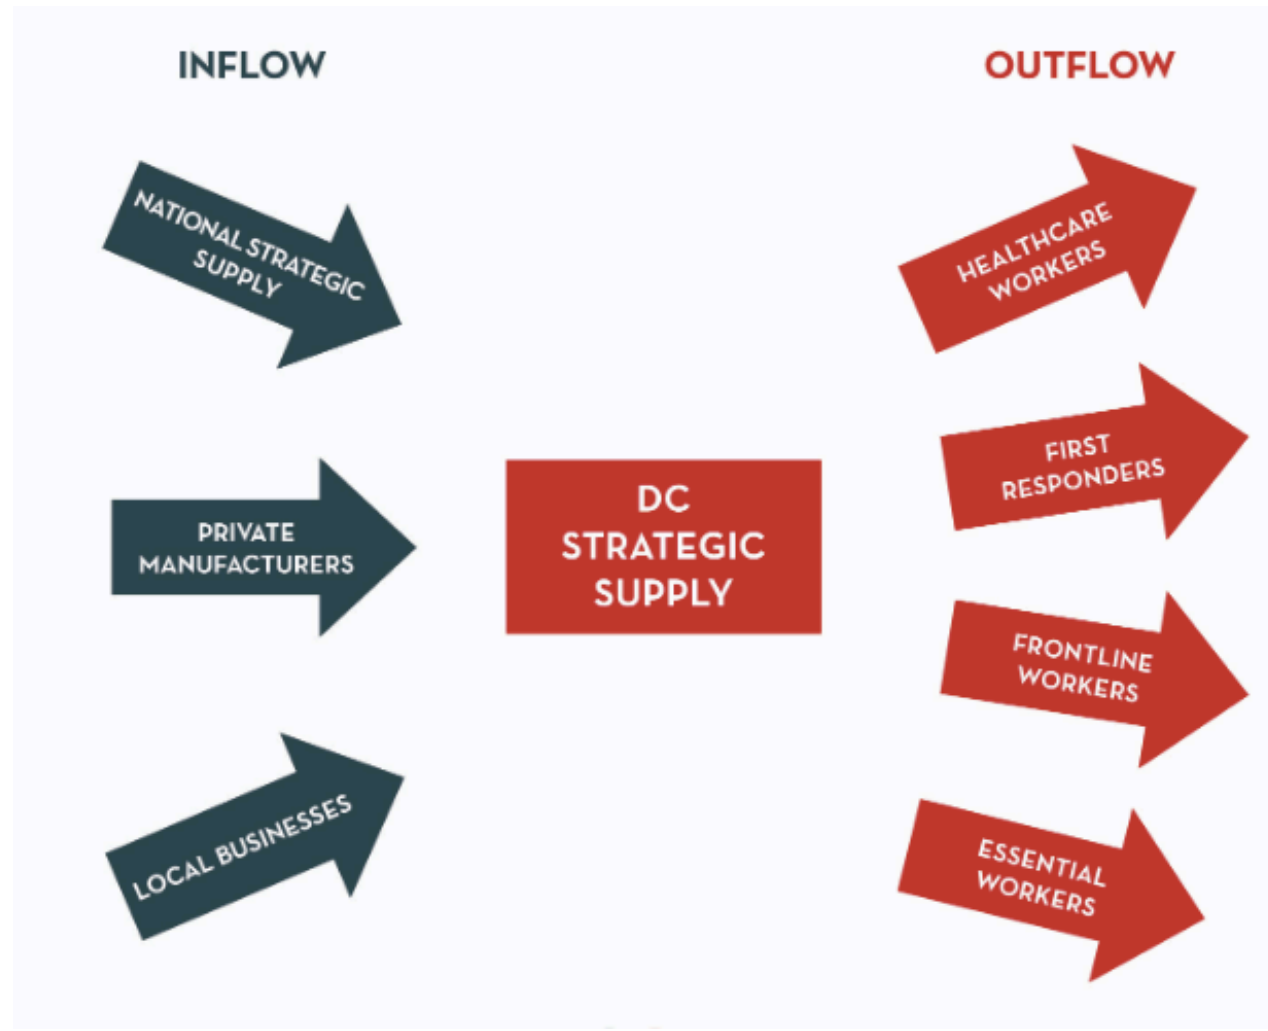 INFLOW
OUTFLOW
NATIONAL STRATEGIC
SUPPLY
PRIVATE
MANUFACTURERS
LOCAL BUSINESSES
DC
STRATEGIC
SUPPLY
HEALTHCARE
WORKERS
FIRST
RESPONDERS
FRONTLINE
WORKERS
ESSENTIAL
WORKERS